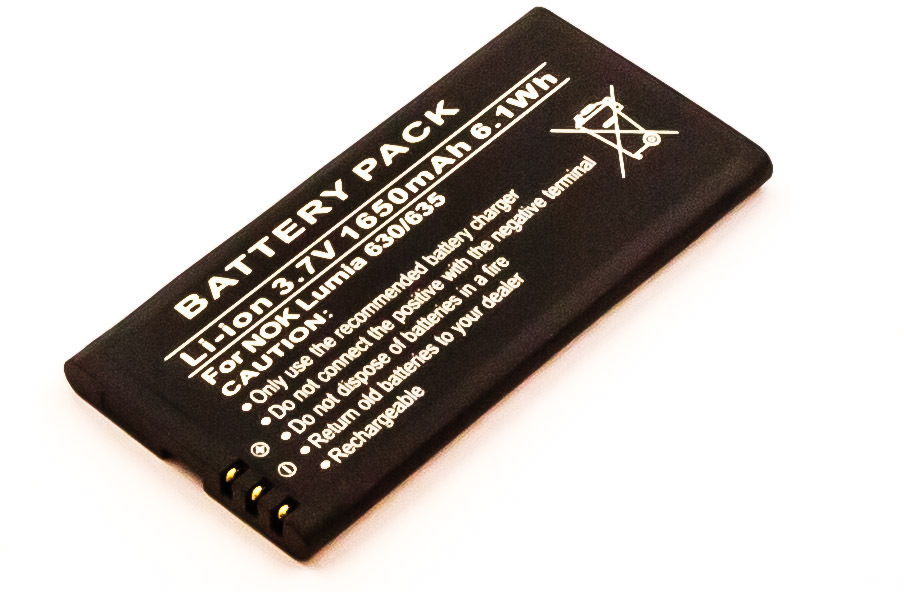 BATTERY PACK
Li-ion 3.7V 1650mAh 6.1Wh
For NOK Lumia 630/635
CAUTION:
•Only use the recommended battery charger
•Do not connect the positive with the negative terminal
•Do not dispose of batteries in a fire
•Return old batteries to your dealer
•Rechargeable
⊕
⊖